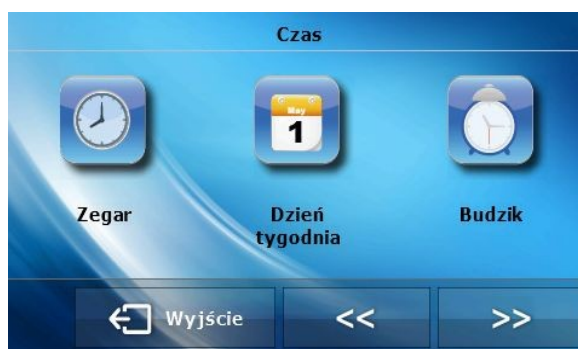 Czas
May
1
Zegar
Dzień
tygodnia
Budzik
Wyjście
<<
>>